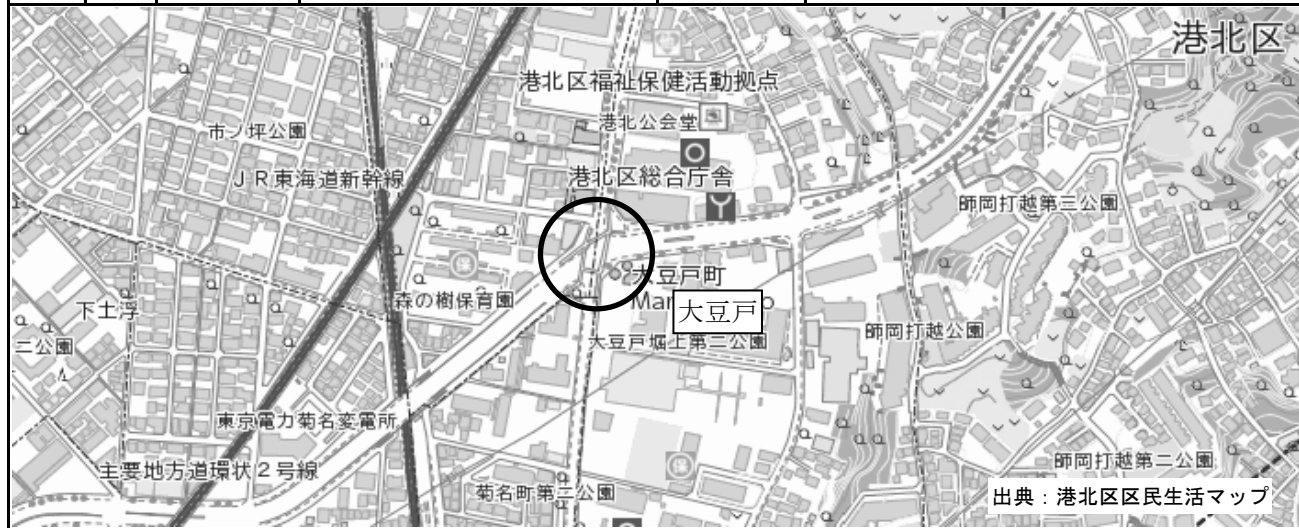 港北区
港北区福祉保健活動拠点
港北公会堂
市ノ坪公園
JR東海道新幹線
港北区総合庁舎
師岡打越第三公園
保
大豆戸町
森の樹保育園
Mam
o
大豆戸
下土浮
師岡打越公園
二公園
大豆戸堀上第二公園
東京電力菊名変電所
主要地方道環状2号線
保
師岡打越第二公園
菊名町第二公園
出典:港北区区民生活マップ